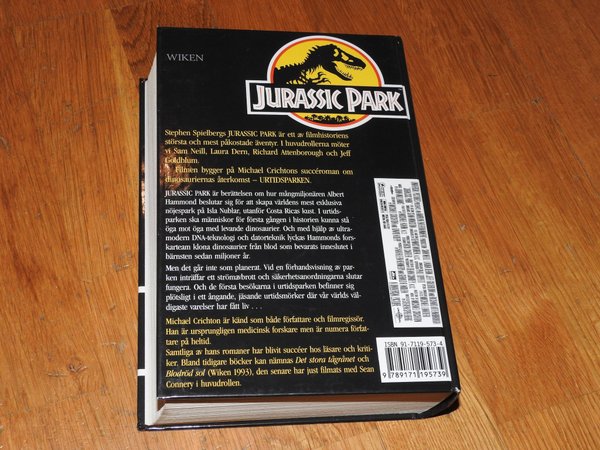 WIKEN
JURASSIC PARK
Stephen Spielbergs JURASSIC PARK är ett av filmhistoriens
största och mest påkostade äventyr. I huvudrollerna möter
vi Sam Neill, Laura Dern, Richard Attenborough och Jeff
Goldblum.
Filmen bygger på Michael Crichtons succéroman om
dinosauriernas återkomst – URTIDSPARKEN.
JURASSIC PARK är berättelsen om hur mångmiljonären Albert
Hammond beslutar sig för att skapa världens mest exklusiva
nöjespark på Isla Nublar, utanför Costa Ricas kust. I urtids-
parken ska människor för första gången i historien kunna stå
öga mot öga med levande dinosaurier. Och med hjälp av ultra-
modern DNA-teknologi och datorteknik lyckas Hammonds fors-
karteam klona dinosaurier från blod som bevarats inneslutet i
bärnsten sedan miljoner år.
Men det går inte som planerat. Vid en förhandsvisning av par-
ken inträffar ett strömavbrott och säkerhetsanordningarna slutar
fungera. Och de första besökarna i urtidsparken befinner sig
plötsligt i ett ångande, jäsande urtidsmörker där vår världs väl-
digaste varelser har fått liv . . .
Michael Crichton är känd som både författare och filmregissör.
Han är ursprungligen medicinsk forskare men är numera förfat-
tare på heltid.
Samtliga av hans romaner har blivit succéer hos läsare och kriti-
ker. Bland tidigare böcker kan nämnas Det stora tågrånet och
Blodröd sol (Wiken 1993), den senare har just filmats med Sean
Connery i huvudrollen.
ISBN 91-7119-573-4
9 789171 195739